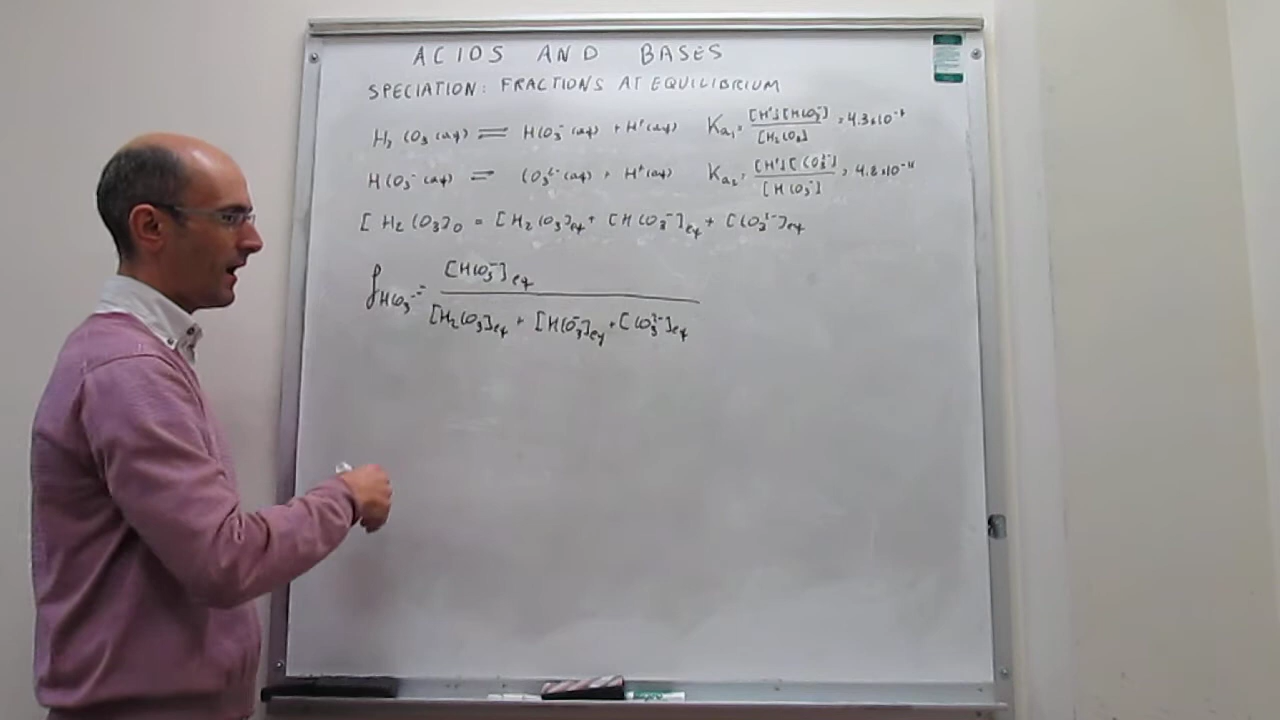 ACIDS AND BASES
SPECIATION: FRACTIONS AT EQUILIBRIUM
H₂CO₃(aq) ⇌ HCO₃⁻(aq) + H⁺(aq) Ka₁ = [H⁺][HCO₃⁻] / [H₂CO₃] = 4.3×10⁻⁷
HCO₃⁻(aq) ⇌ CO₃²⁻(aq) + H⁺(aq) Ka₂ = [H⁺][CO₃²⁻] / [HCO₃⁻] = 4.8×10⁻¹¹
[H₂CO₃]₀ = [H₂CO₃]eq + [HCO₃⁻]eq + [CO₃²⁻]eq
fHCO₃⁻ = [HCO₃⁻]eq / [H₂CO₃]eq + [HCO₃⁻]eq + [CO₃²⁻]eq